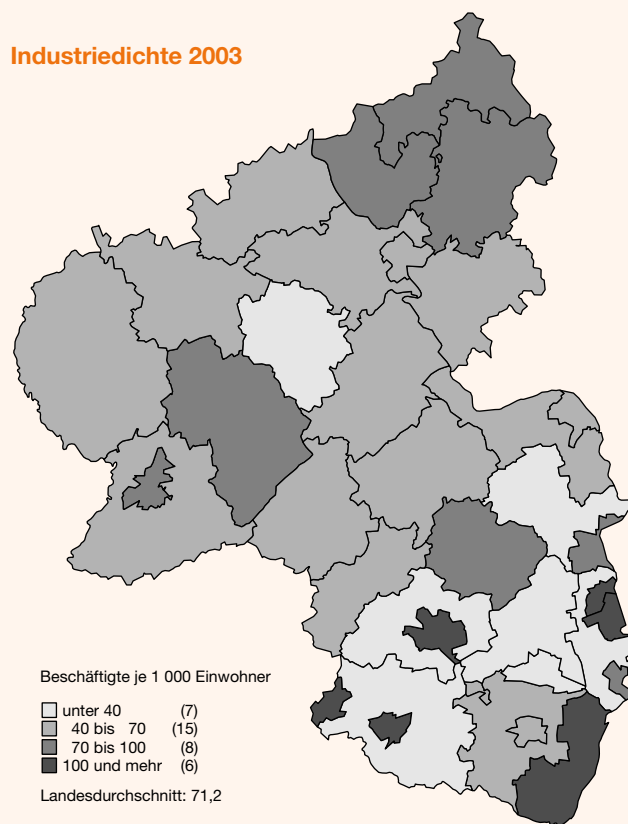 Industriedichte 2003
Beschäftigte je 1 000 Einwohner
unter 40 (7)
40 bis 70 (15)
70 bis 100 (8)
100 und mehr (6)
Landesdurchschnitt: 71,2